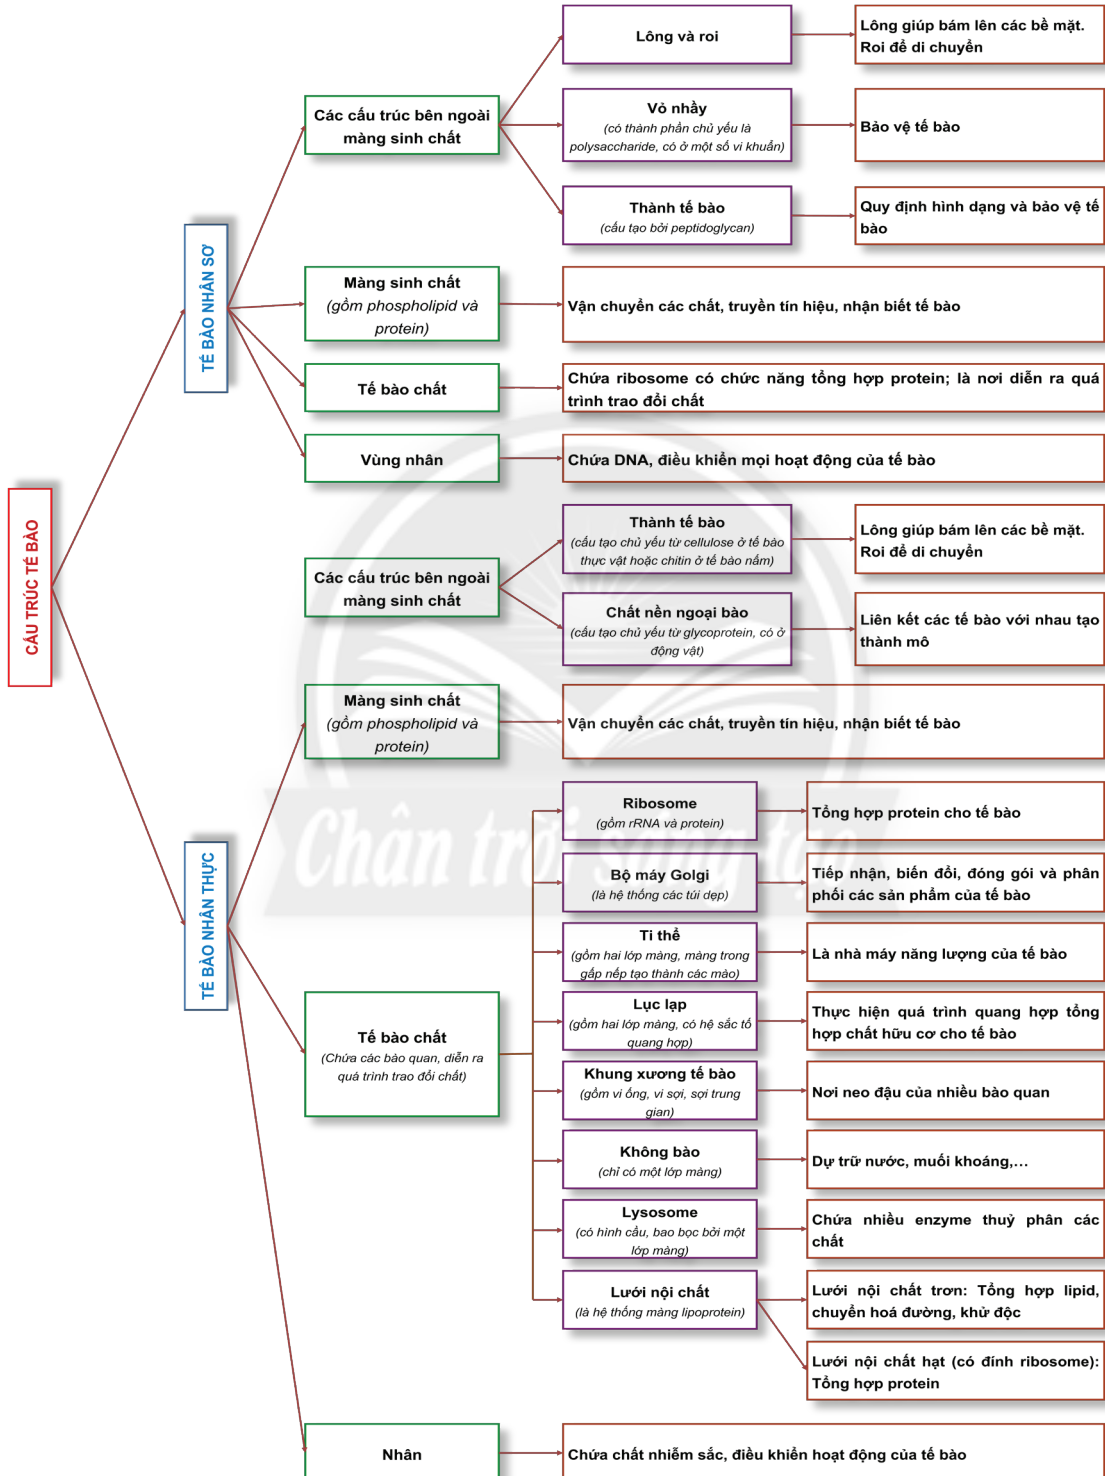 CẤU TRÚC TẾ BÀO
TẾ BÀO NHÂN SƠ
Các cấu trúc bên ngoài
màng sinh chất
Lông và roi
Lông giúp bám lên các bề mặt.
Roi để di chuyển
Vỏ nhầy
(có thành phần chủ yếu là
polysaccharide, có ở một số vi khuẩn)
Bảo vệ tế bào
Thành tế bào
(cấu tạo bởi peptidoglycan)
Quy định hình dạng và bảo vệ tế
bào
Màng sinh chất
(gồm phospholipid và
protein)
Vận chuyển các chất, truyền tín hiệu, nhận biết tế bào
Tế bào chất
Chứa ribosome có chức năng tổng hợp protein; là nơi diễn ra quá
trình trao đổi chất
Vùng nhân
Chứa DNA, điều khiển mọi hoạt động của tế bào
TẾ BÀO NHÂN THỰC
Các cấu trúc bên ngoài
màng sinh chất
Thành tế bào
(cấu tạo chủ yếu từ cellulose ở tế bào
thực vật hoặc chitin ở tế bào nấm)
Lông giúp bám lên các bề mặt.
Roi để di chuyển
Chất nền ngoại bào
(cấu tạo chủ yếu từ glycoprotein, có ở
động vật)
Liên kết các tế bào với nhau tạo
thành mô
Màng sinh chất
(gồm phospholipid và
protein)
Vận chuyển các chất, truyền tín hiệu, nhận biết tế bào
Tế bào chất
(Chứa các bào quan, diễn ra
quá trình trao đổi chất)
Ribosome
(gồm rRNA và protein)
Tổng hợp protein cho tế bào
Bộ máy Golgi
(là hệ thống các túi dẹp)
Tiếp nhận, biến đổi, đóng gói và phân
phối các sản phẩm của tế bào
Ti thể
(gồm hai lớp màng, màng trong
gấp nếp tạo thành các mào)
Là nhà máy năng lượng của tế bào
Lục lạp
(gồm hai lớp màng, có hệ sắc tố
quang hợp)
Thực hiện quá trình quang hợp tổng
hợp chất hữu cơ cho tế bào
Khung xương tế bào
(gồm vi ống, vi sợi, sợi trung
gian)
Nơi neo đậu của nhiều bào quan
Không bào
(chỉ có một lớp màng)
Dự trữ nước, muối khoáng,...
Lysosome
(có hình cầu, bao bọc bởi một
lớp màng)
Chứa nhiều enzyme thuỷ phân các
chất
Lưới nội chất
(là hệ thống màng lipoprotein)
Lưới nội chất trơn: Tổng hợp lipid,
chuyển hoá đường, khử độc
Lưới nội chất hạt (có đính ribosome):
Tổng hợp protein
Nhân
Chứa chất nhiễm sắc, điều khiển hoạt động của tế bào
Chân trời sáng tạo